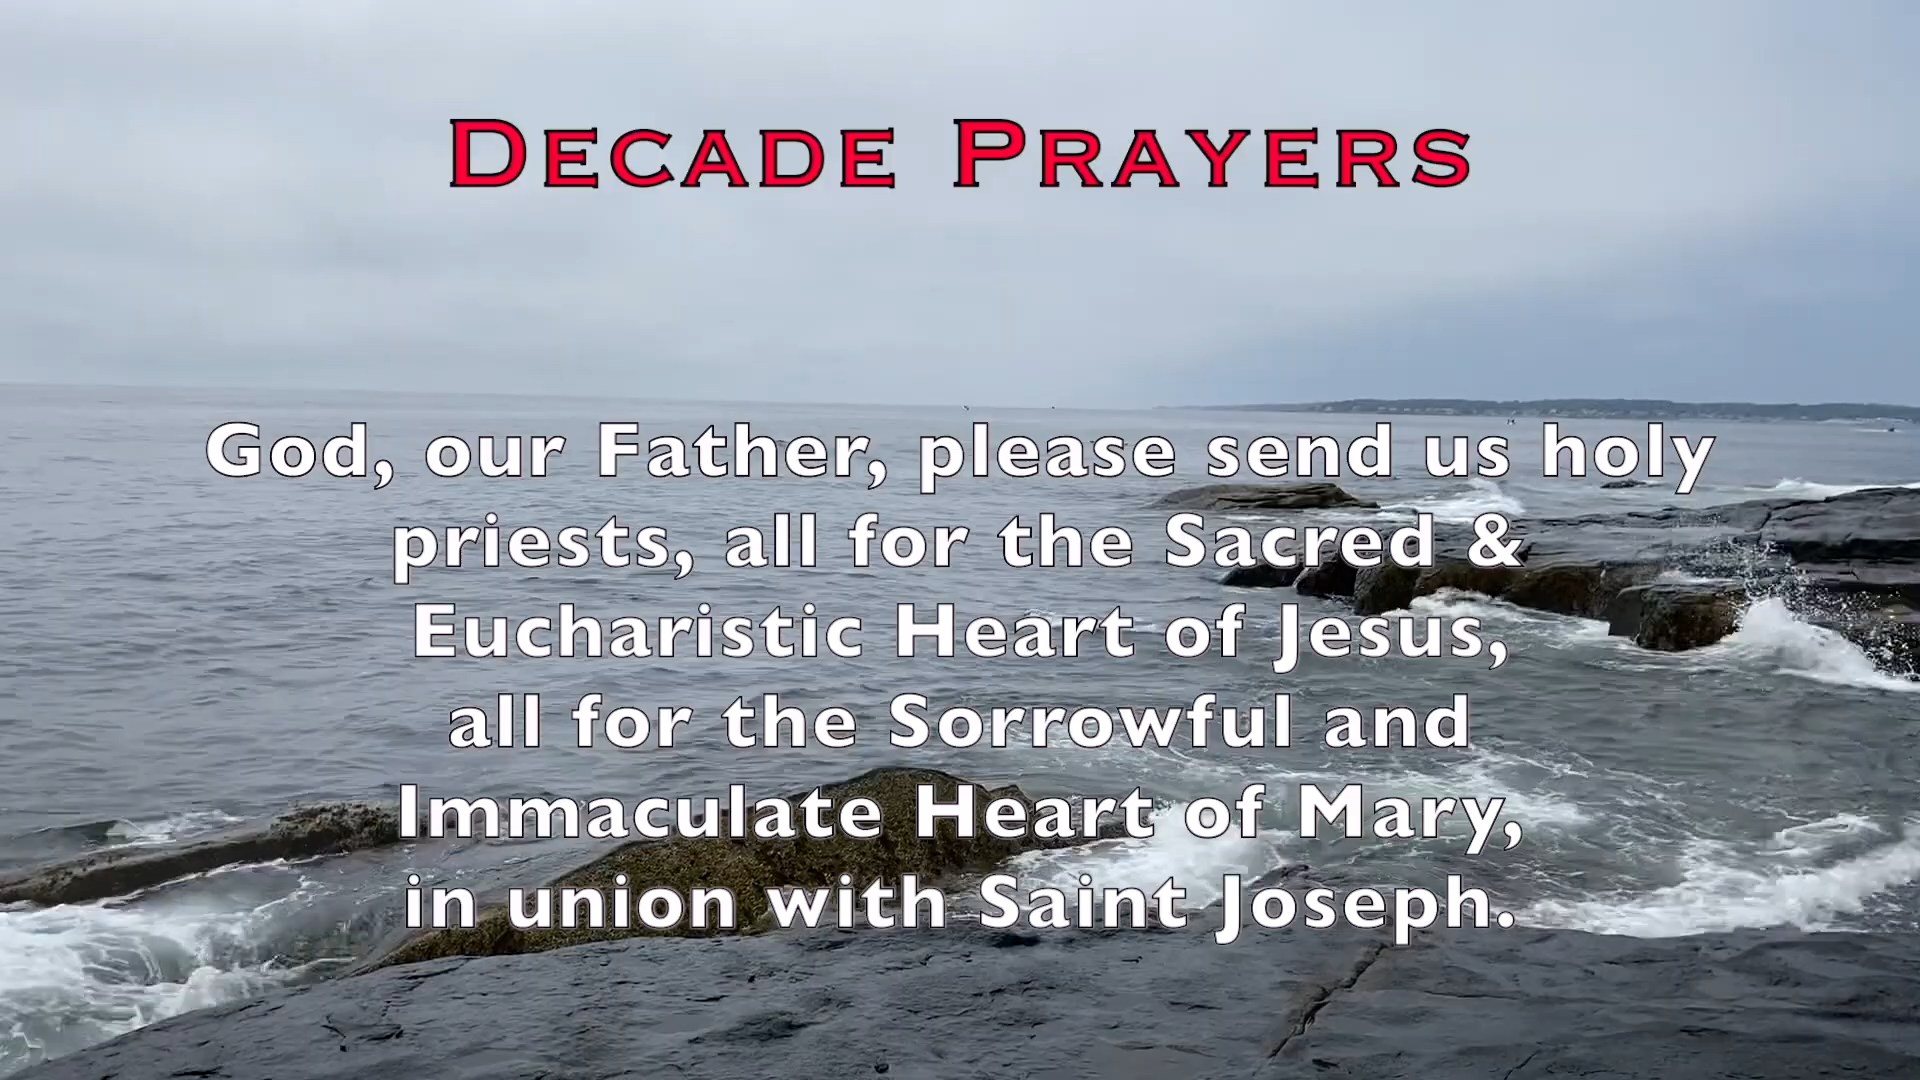 DECADE PRAYERS
God, our Father, please send us holy
priests, all for the Sacred &
Eucharistic Heart of Jesus,
all for the Sorrowful and
Immaculate Heart of Mary,
in union with Saint Joseph.